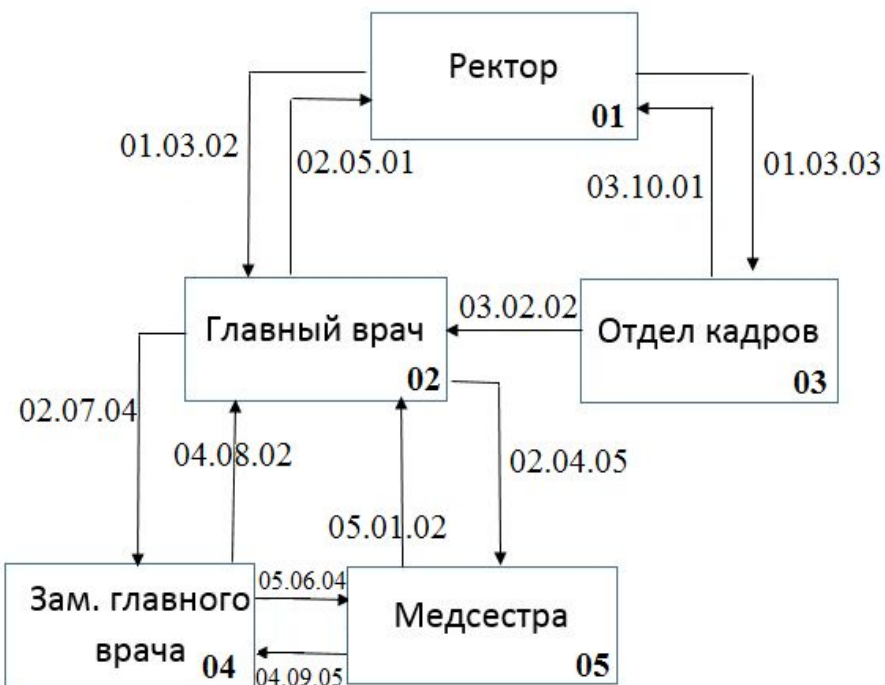 Ректор
01
01.03.02
02.05.01
03.10.01
01.03.03
Главный врач
02
03.02.02
Отдел кадров
03
02.07.04
04.08.02
05.01.02
02.04.05
Зам. главного
врача
04
05.06.04
04.09.05
Медсестра
05